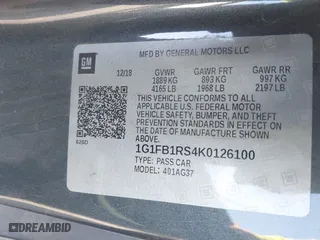 GM
MFD BY GENERAL MOTORS LLC
12/18 GVWR GAWR FRT GAWR RR
1889 KG 893 KG 997 KG
4165 LB 1968 LB 2197 LB
THIS VEHICLE CONFORMS TO ALL
APPLICABLE U.S. FEDERAL MOTOR VEHICLE
SAFETY, BUMPER, AND THEFT PREVENTION
STANDARDS IN EFFECT ON THE DATE OF
MANUFACTURE SHOWN
ABOVE.
1G1FB1RS4K0126100
TYPE: PASS CAR
MODEL: 401AG37
DREAMBID